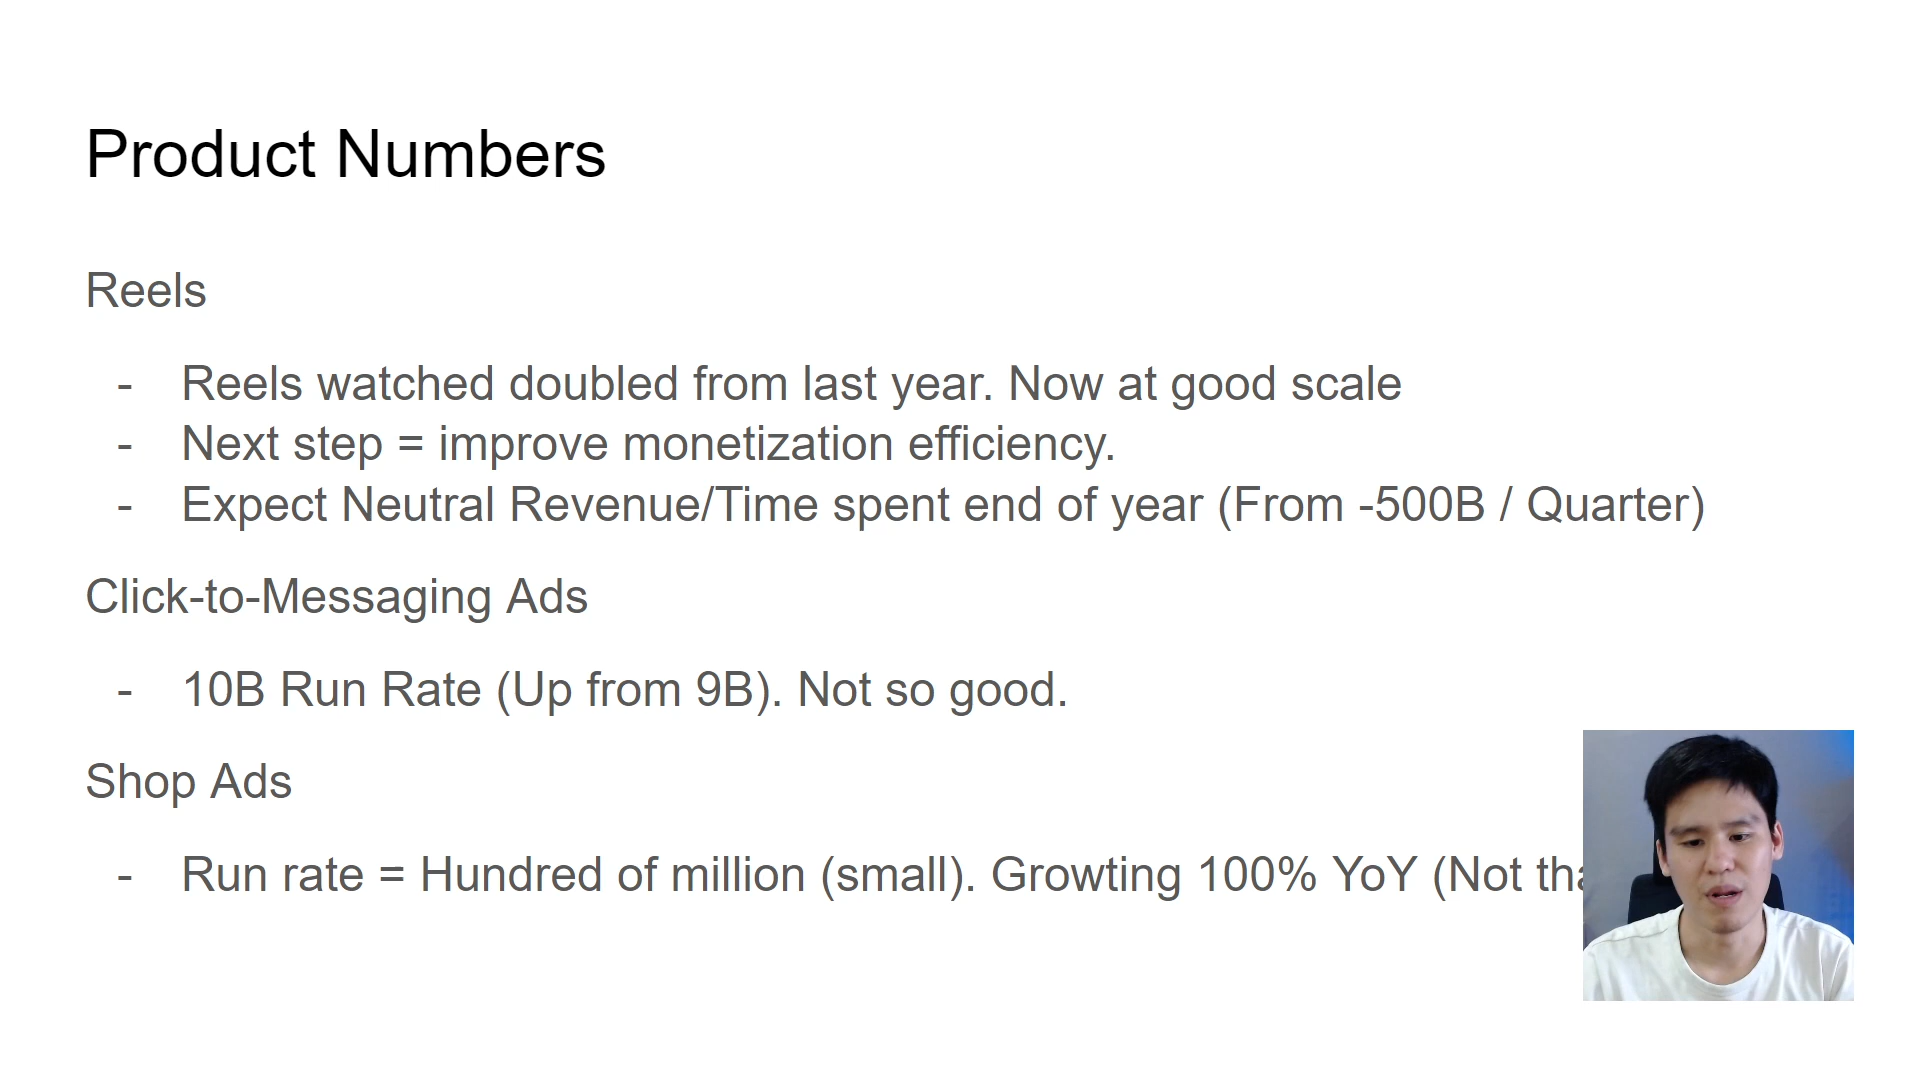 Product Numbers
Reels
- Reels watched doubled from last year. Now at good scale
- Next step = improve monetization efficiency.
- Expect Neutral Revenue/Time spent end of year (From -500B / Quarter)
Click-to-Messaging Ads
- 10B Run Rate (Up from 9B). Not so good.
Shop Ads
- Run rate = Hundred of million (small). Growting 100% YoY (Not